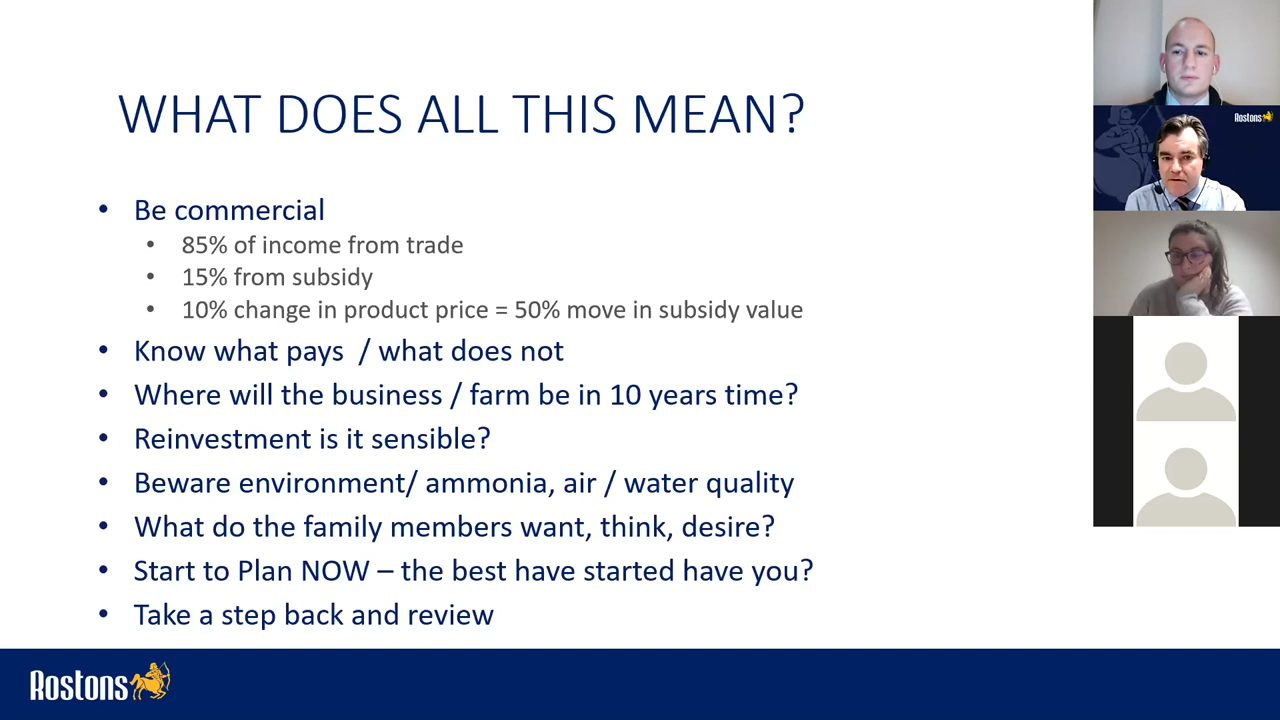 WHAT DOES ALL THIS MEAN?
• Be commercial
• 85% of income from trade
• 15% from subsidy
• 10% change in product price = 50% move in subsidy value
• Know what pays / what does not
• Where will the business / farm be in 10 years time?
• Reinvestment is it sensible?
• Beware environment/ ammonia, air / water quality
• What do the family members want, think, desire?
• Start to Plan NOW – the best have started have you?
• Take a step back and review
Rostons
Rostons